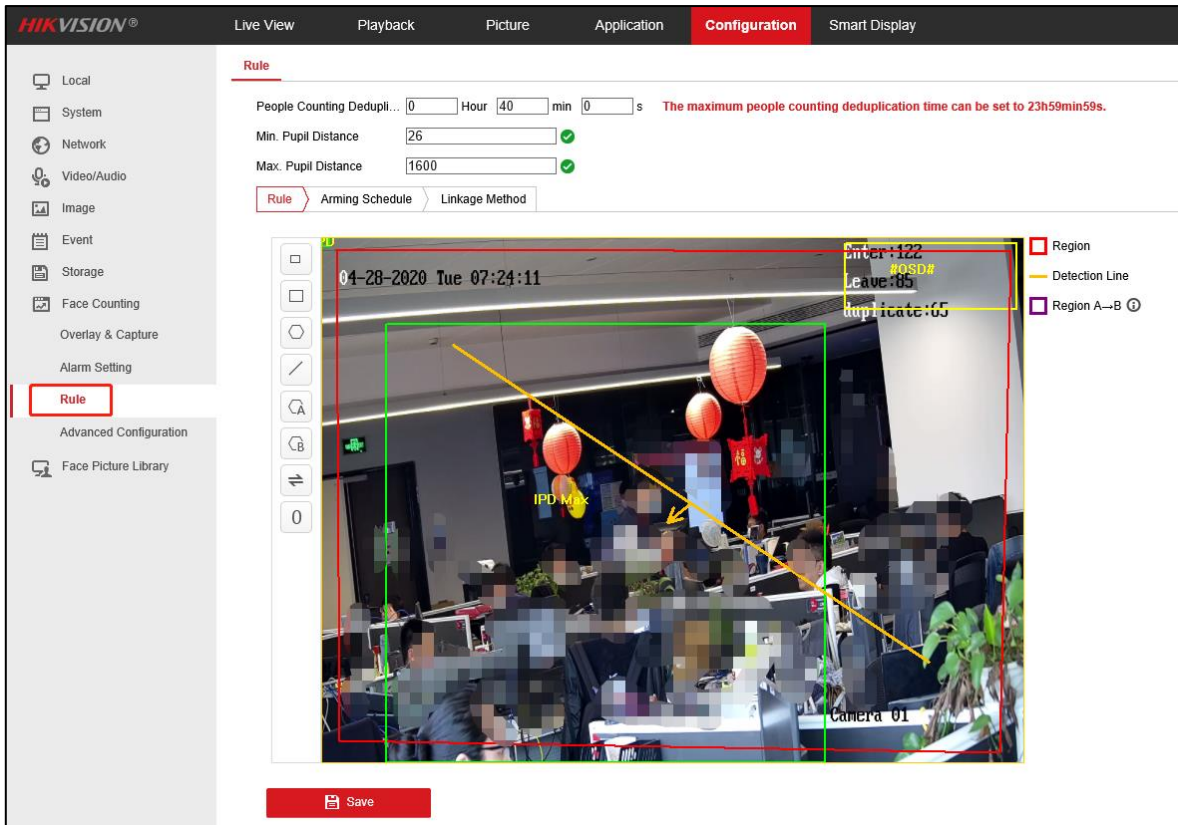 HIKVISION®
Live View Playback Picture Application Configuration Smart Display
Local
System
Network
Video/Audio
Image
Event
Storage
Face Counting
Overlay & Capture
Alarm Setting
Rule
Advanced Configuration
Face Picture Library
Rule
People Counting Dedupli... 0 Hour 40 min 0 s The maximum people counting deduplication time can be set to 23h59min59s.
Min. Pupil Distance 26
Max. Pupil Distance 1600
Rule Arming Schedule Linkage Method
A
B
0
04-28-2020 Tue 07:24:11
Enter:122
#OSD#
Leave:85
duplicate:65
IPD Max
福
Camera 01
Region
Detection Line
Region A→B
Save